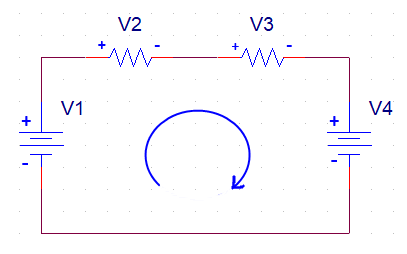 V2
V3
+ -
+ -
V1
V4
+
+
-
-